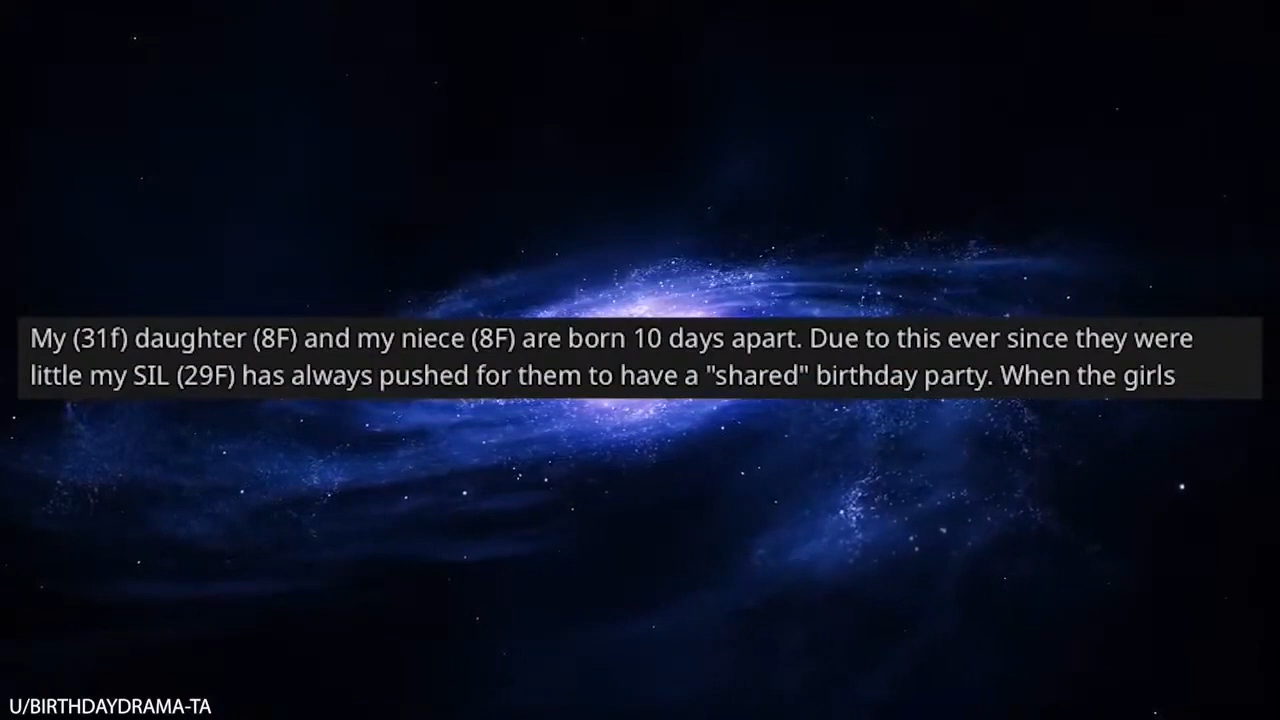 My (31f) daughter (8F) and my niece (8F) are born 10 days apart. Due to this ever since they were
little my SIL (29F) has always pushed for them to have a "shared" birthday party. When the girls
U/BIRTHDAYDRAMA-TA